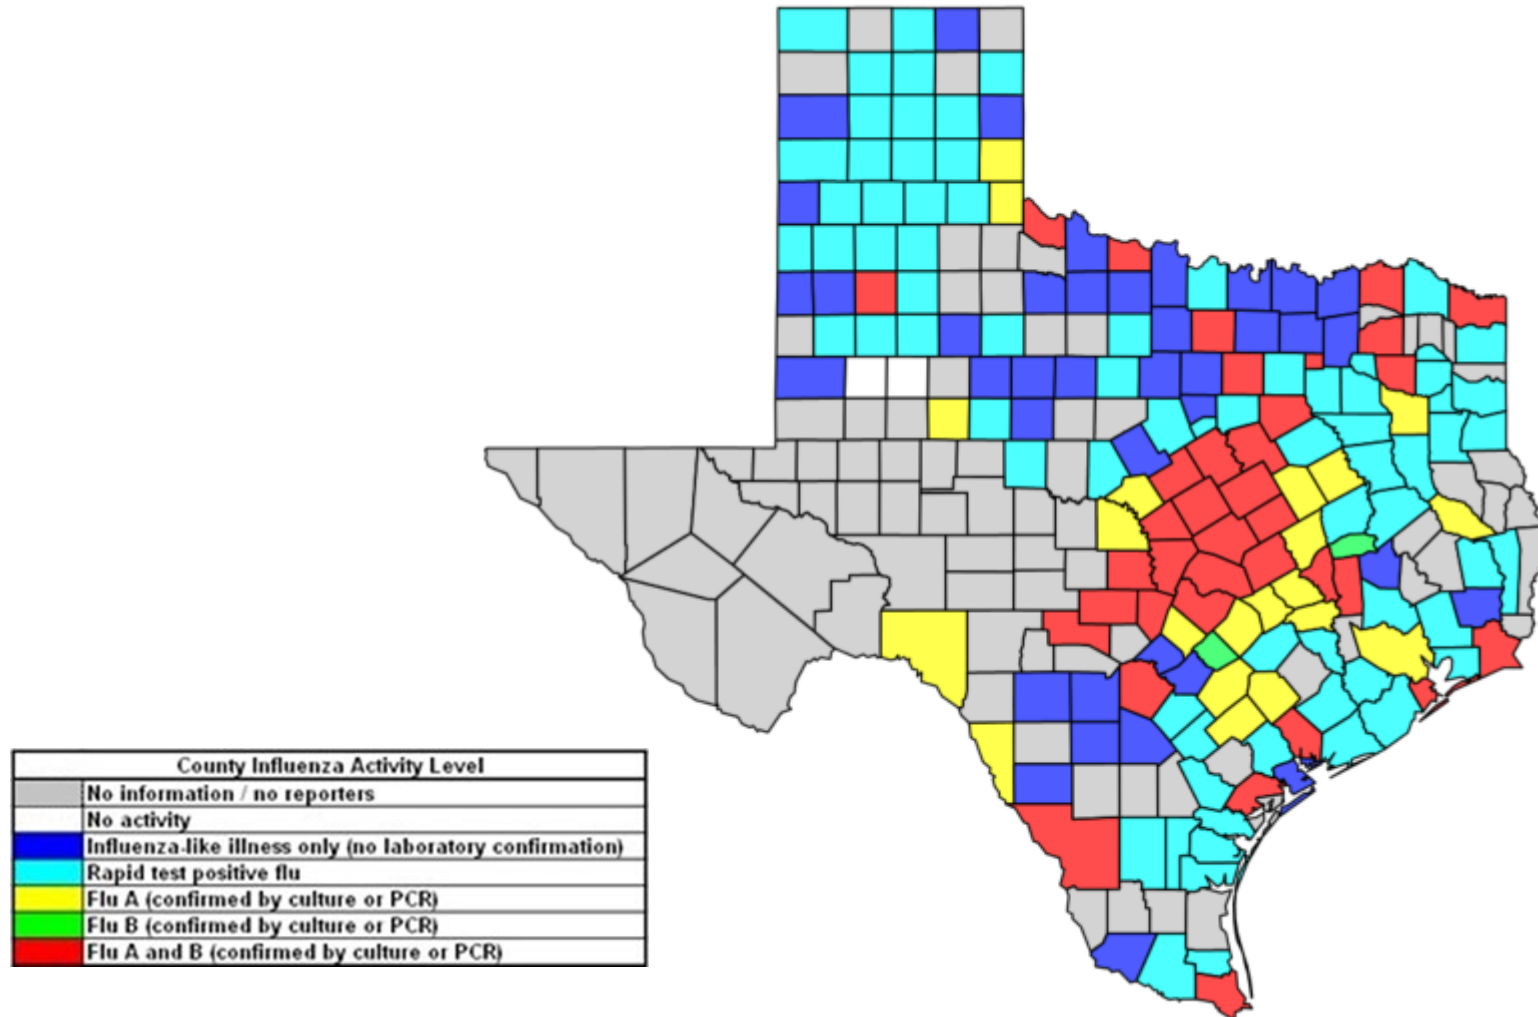 County Influenza Activity Level
No information / no reporters
No activity
Influenza-like illness only (no laboratory confirmation)
Rapid test positive flu
Flu A (confirmed by culture or PCR)
Flu B (confirmed by culture or PCR)
Flu A and B (confirmed by culture or PCR)